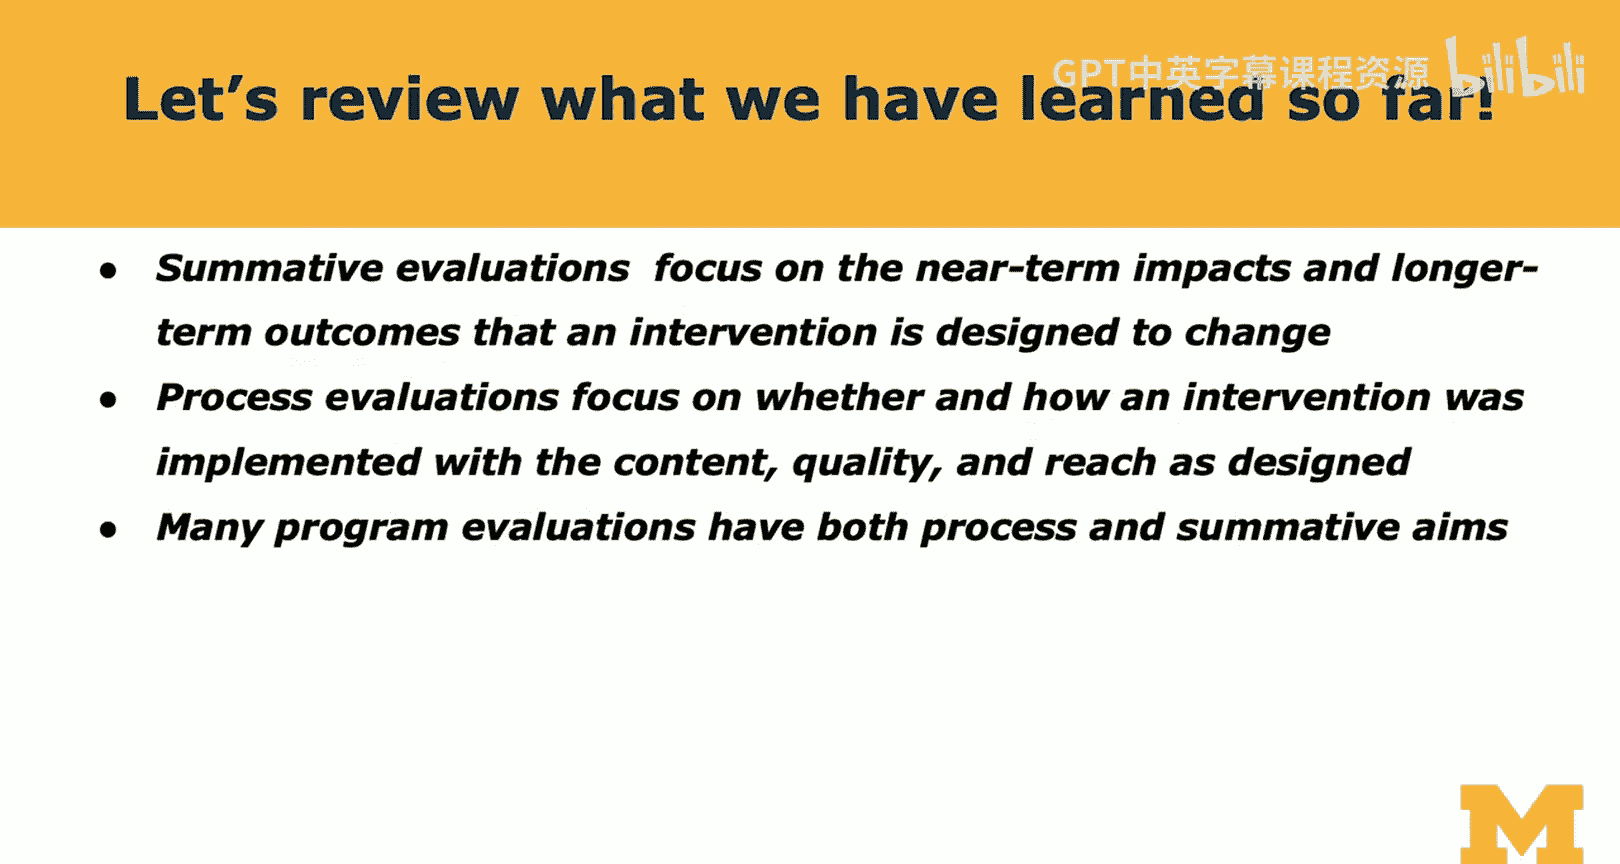 GPT中英字幕课程资源 bilibili
Let’s review what we have learned so far!
● Summative evaluations  focus on the near-term impacts and longer-
term outcomes that an intervention is designed to change
● Process evaluations focus on whether and how an intervention was
implemented with the content, quality, and reach as designed
● Many program evaluations have both process and summative aims
M